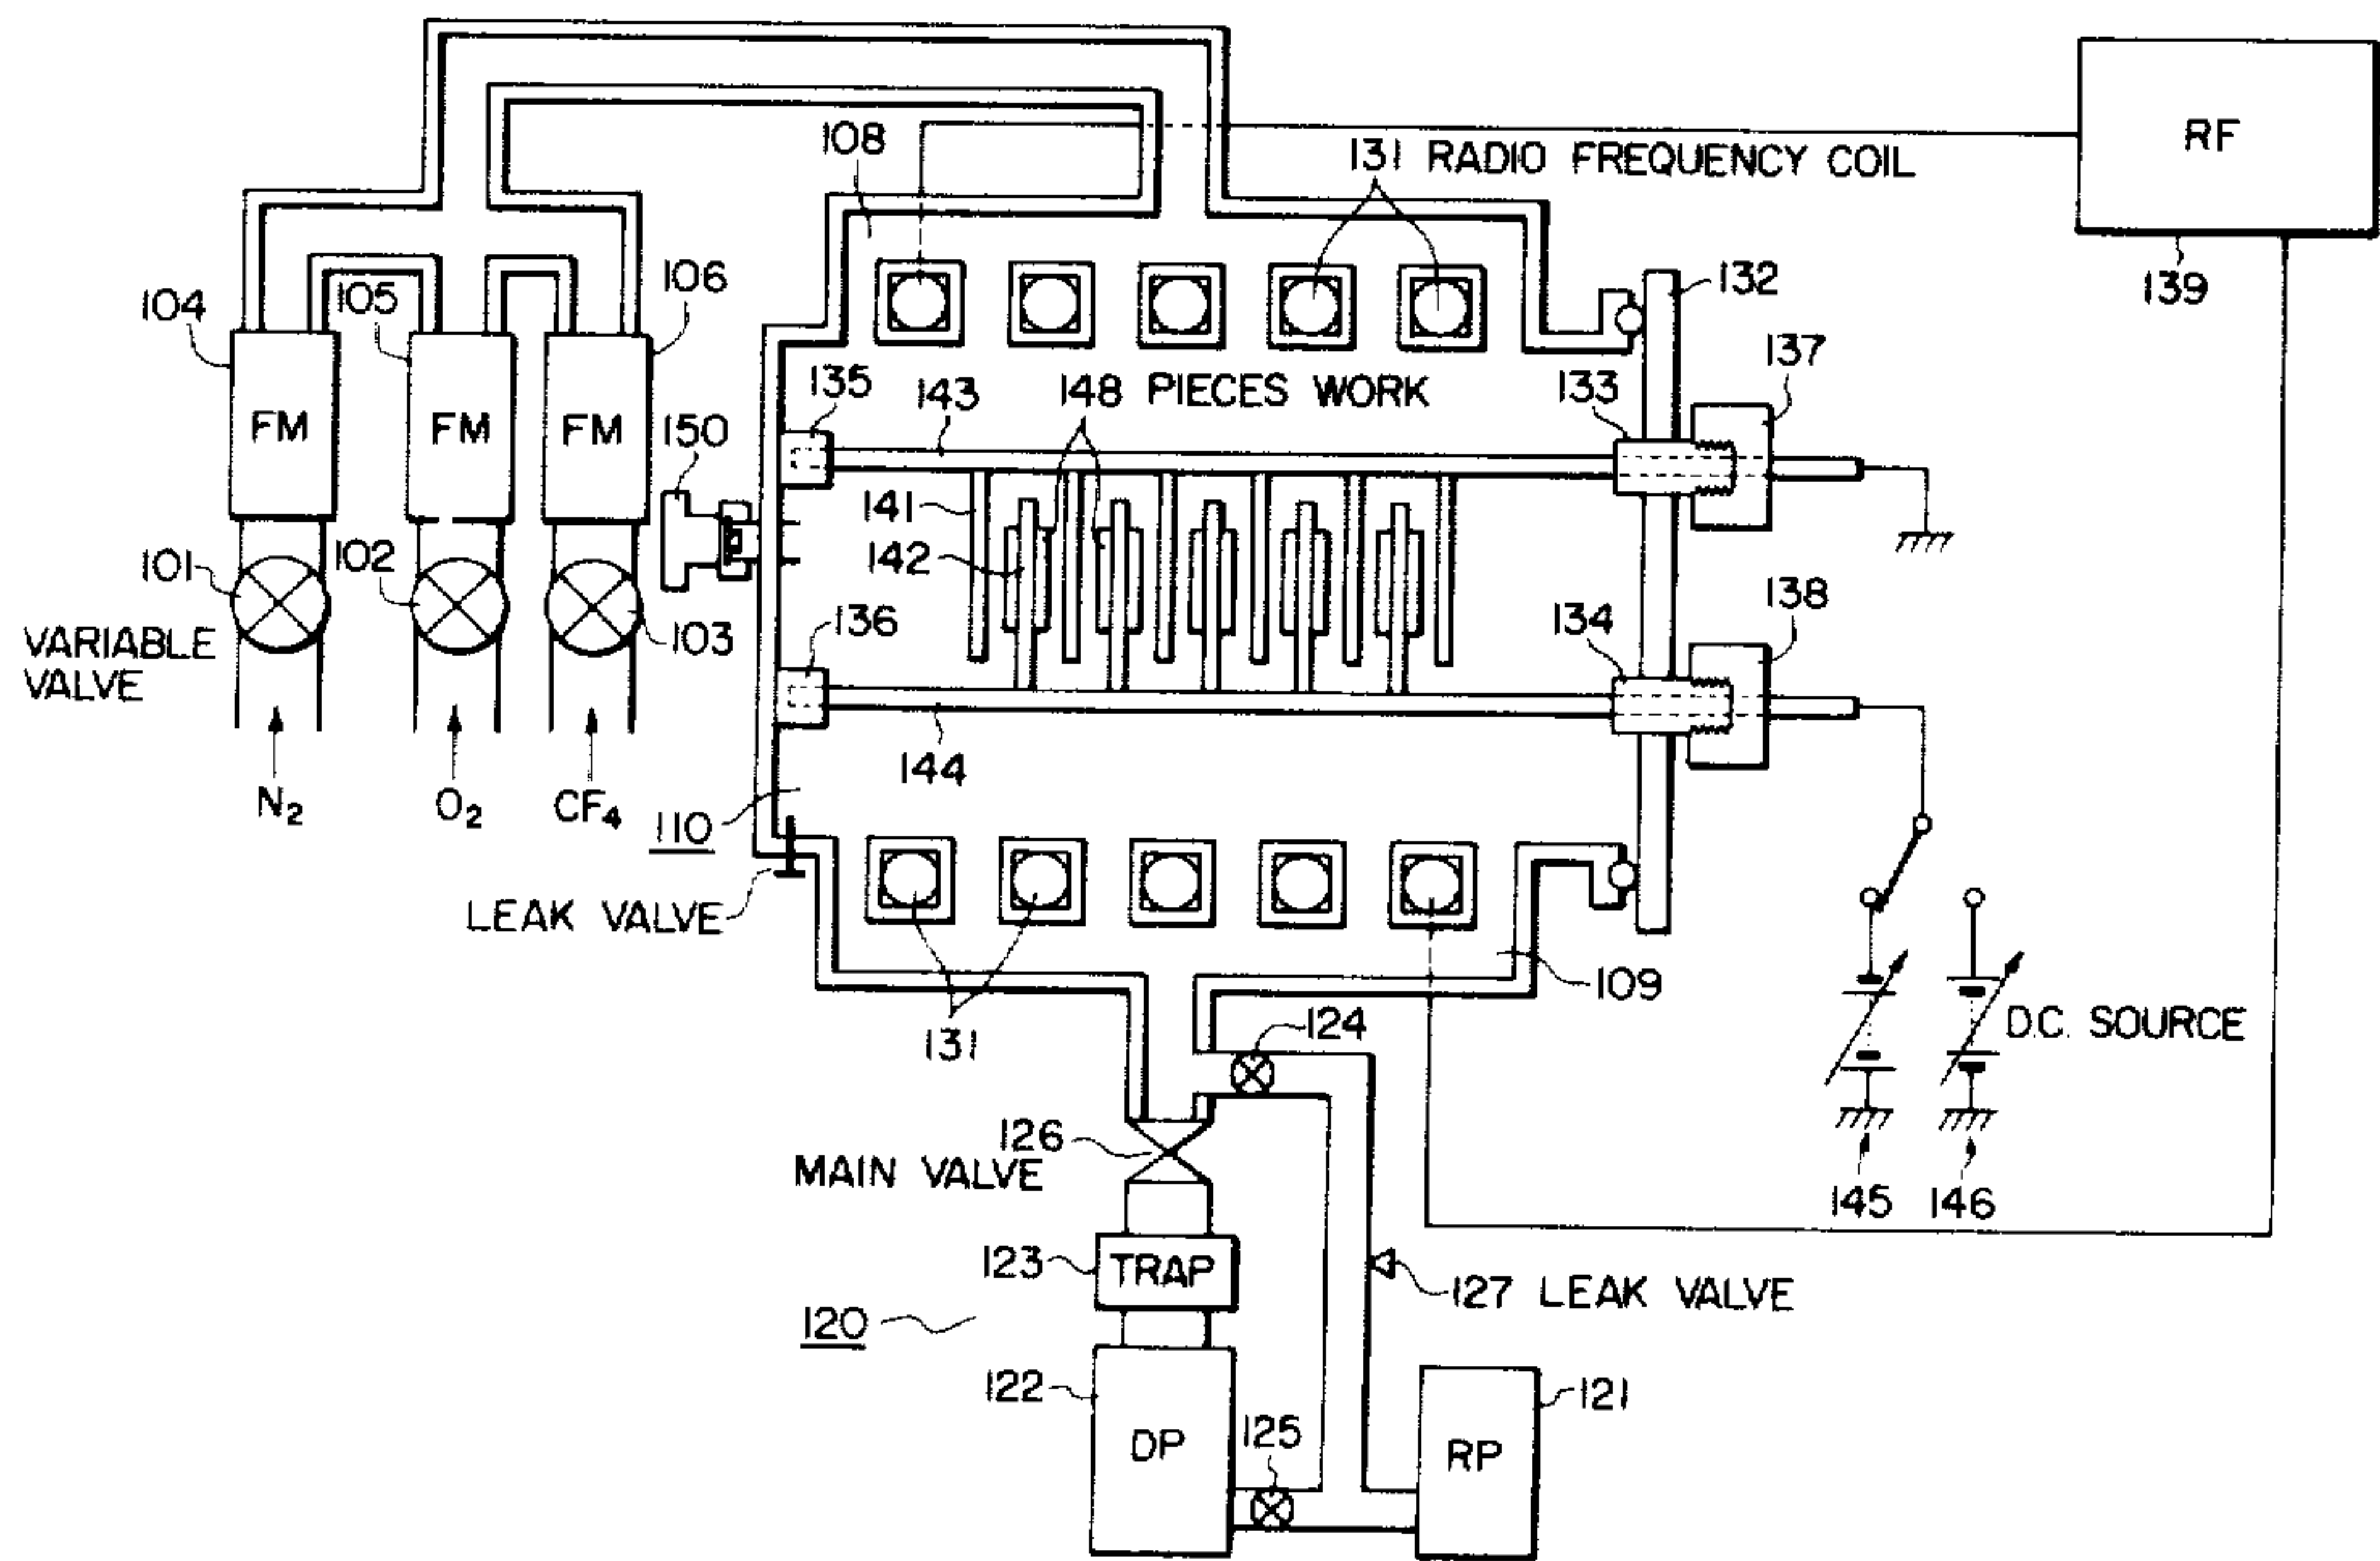 RF
139
108
131 RADIO FREQUENCY COIL
104
105
106
132
137
FM
FM
FM
135
143
148 PIECES WORK
133
150
141
142
101
102
103
VARIABLE
VALVE
136
134
138
144
N₂
O₂
CF₄
110
LEAK VALVE
109
131
124
D.C. SOURCE
126
MAIN VALVE
145
146
123
TRAP
127 LEAK VALVE
120
122
DP
125
RP
121